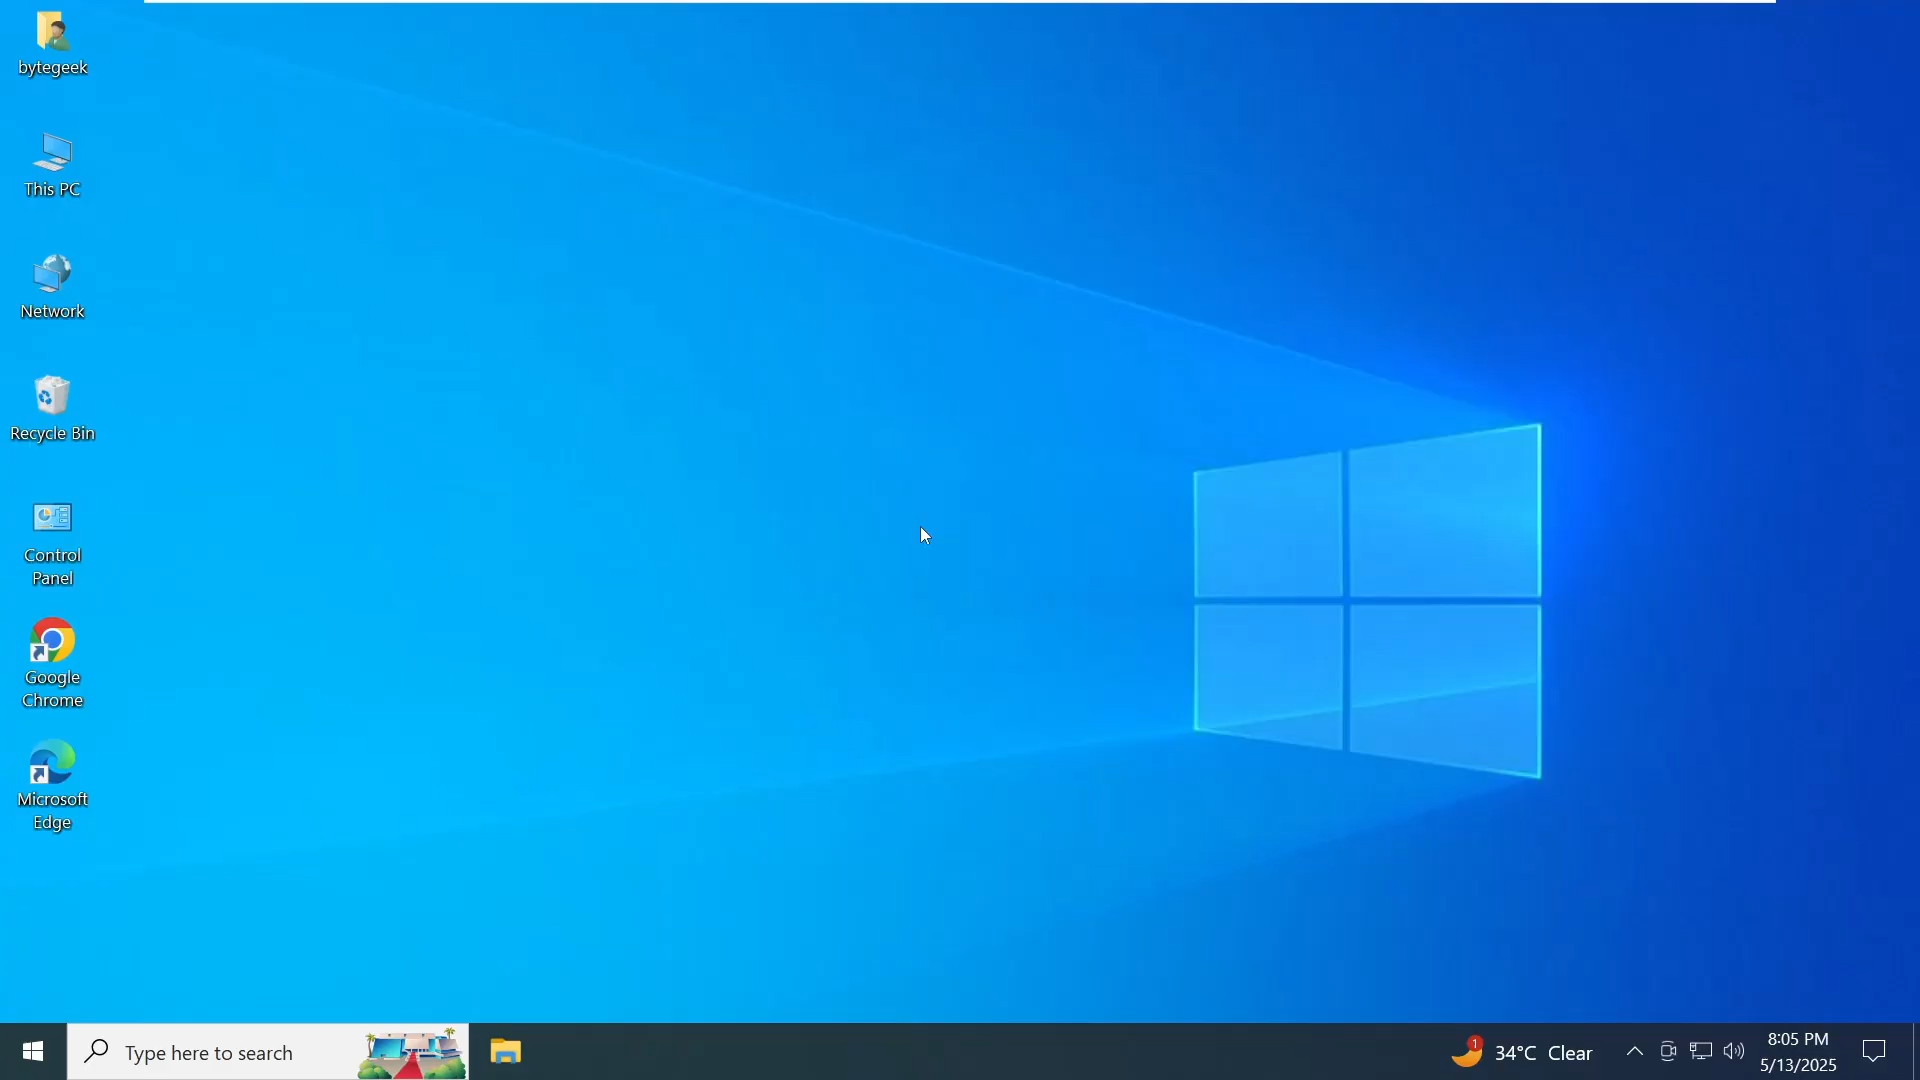 bytegeek
This PC
Network
Recycle Bin
Control
Panel
Google
Chrome
Microsoft
Edge
Type here to search
1
34°C Clear
8:05 PM
5/13/2025